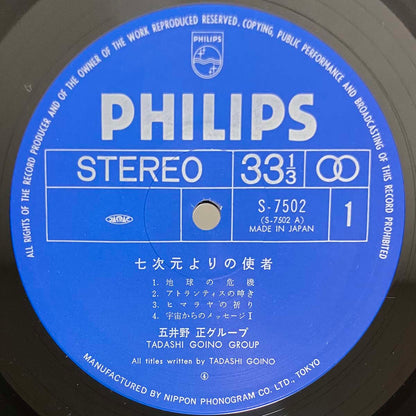 ALL RIGHTS OF THE RECORD PRODUCER AND OF THE OWNER OF THE WORK REPRODUCED RESERVED, COPYING, PUBLIC PERFORMANCE AND BROADCASTING OF THIS RECORD PROHIBITED
PHILIPS
PHILIPS
STEREO
33 1/3
S-7502
(S-7502 A)
MADE IN JAPAN
1
七次元よりの使者
1. 地球の危機
2. アトランティスの呻き
3. ヒマラヤの祈り
4. 宇宙からのメッセージ I
五井野 正グループ
TADASHI GOINO GROUP
All titles written by TADASHI GOINO
4
MANUFACTURED BY NIPPON PHONOGRAM CO. LTD., TOKYO